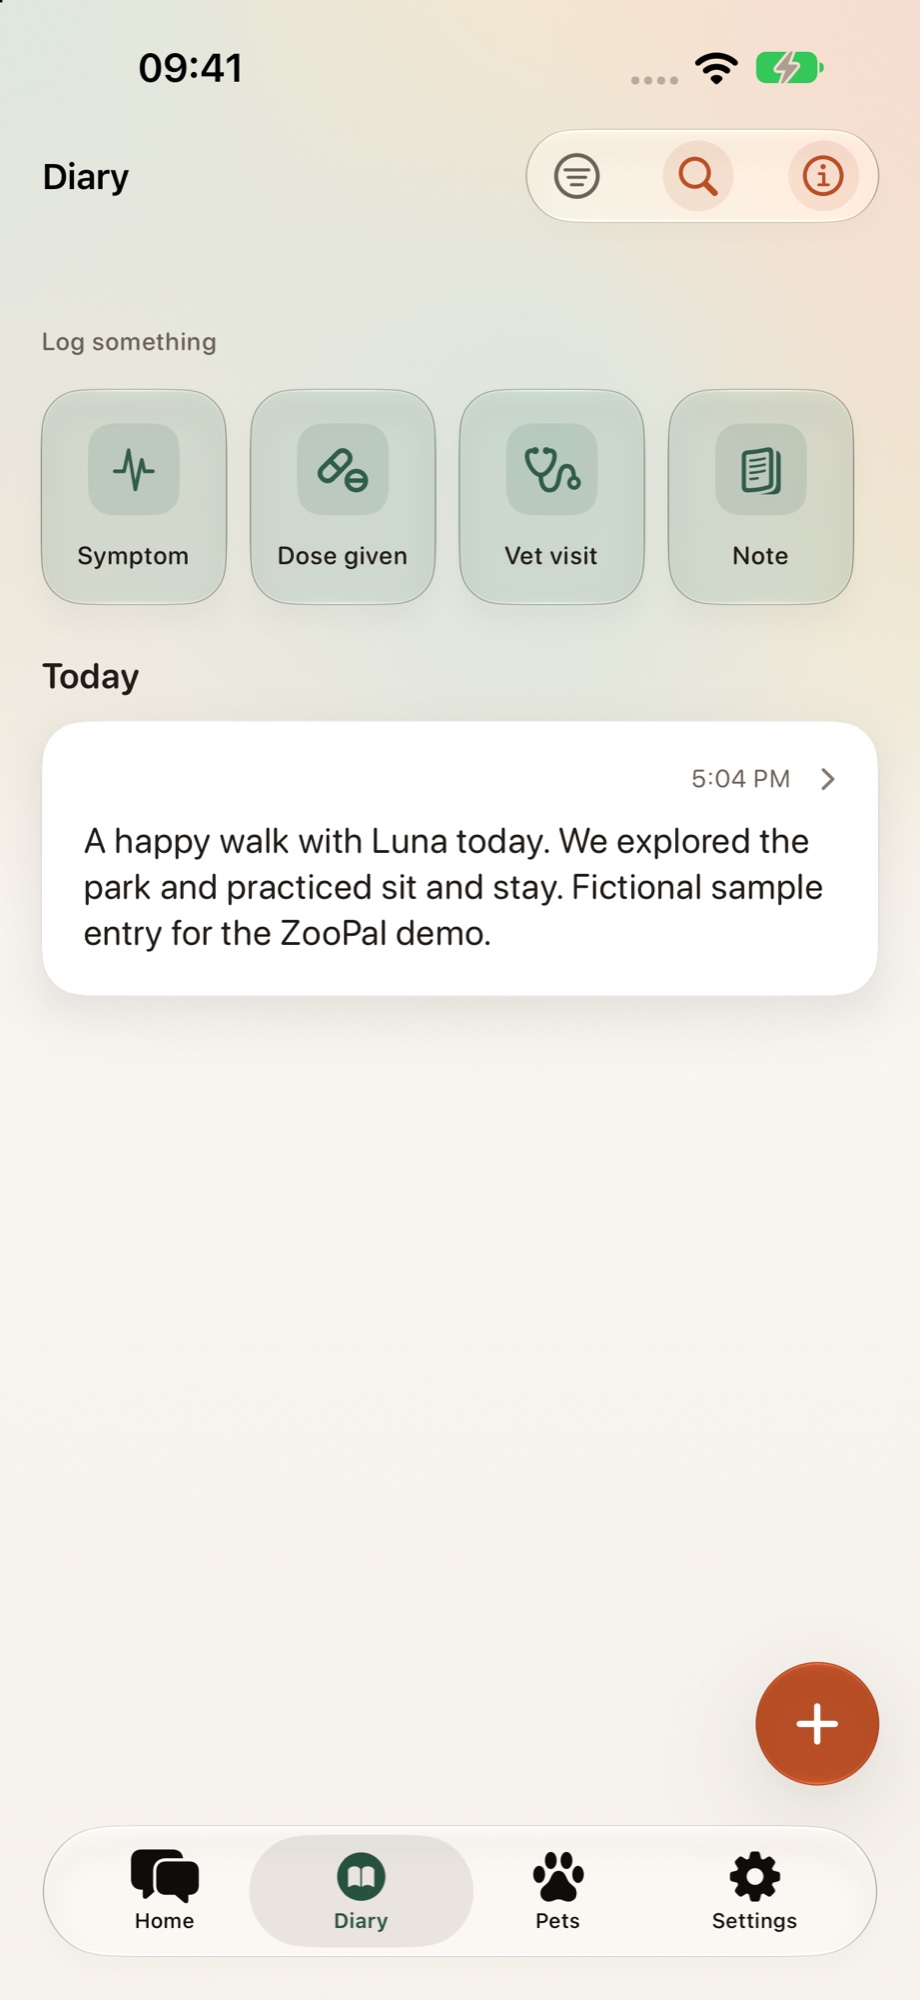 09:41
Diary
Log something
Symptom
Dose given
Vet visit
Note
Today
5:04 PM
A happy walk with Luna today. We explored the
park and practiced sit and stay. Fictional sample
entry for the ZooPal demo.
Home
Diary
Pets
Settings